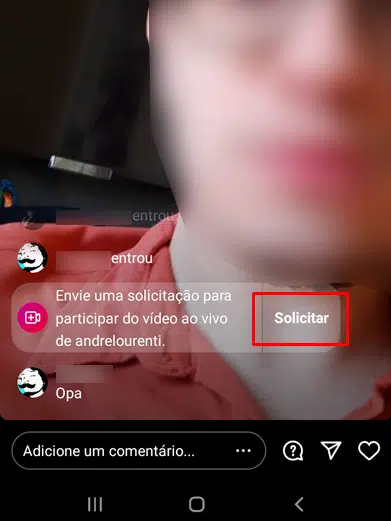 entrou
entrou
Envie uma solicitação para
participar do vídeo ao vivo
de andrelourenti.
Solicitar
Opa
Adicione um comentário...